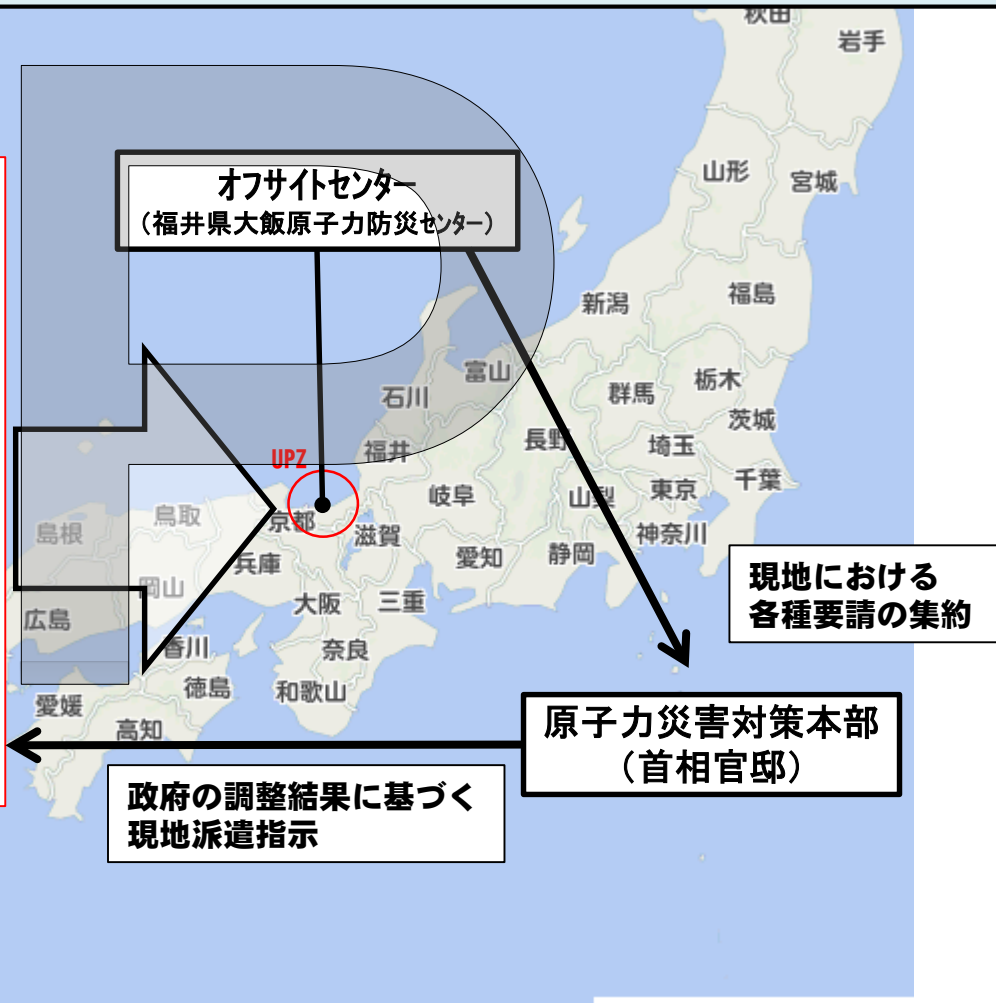 秋田
岩手
山形
宮城
オフサイトセンター
(福井県大飯原子力防災センター)
新潟
福島
富山
石川
群馬
栃木
茨城
長野
福井
埼玉
UPZ
千葉
岐阜
山梨
東京
鳥取
京都
島根
滋賀
神奈川
愛知
静岡
兵庫
岡山
大阪
三重
広島
現地における
各種要請の集約
香川
奈良
徳島
和歌山
愛媛
高知
原子力災害対策本部
(首相官邸)
政府の調整結果に基づく
現地派遣指示